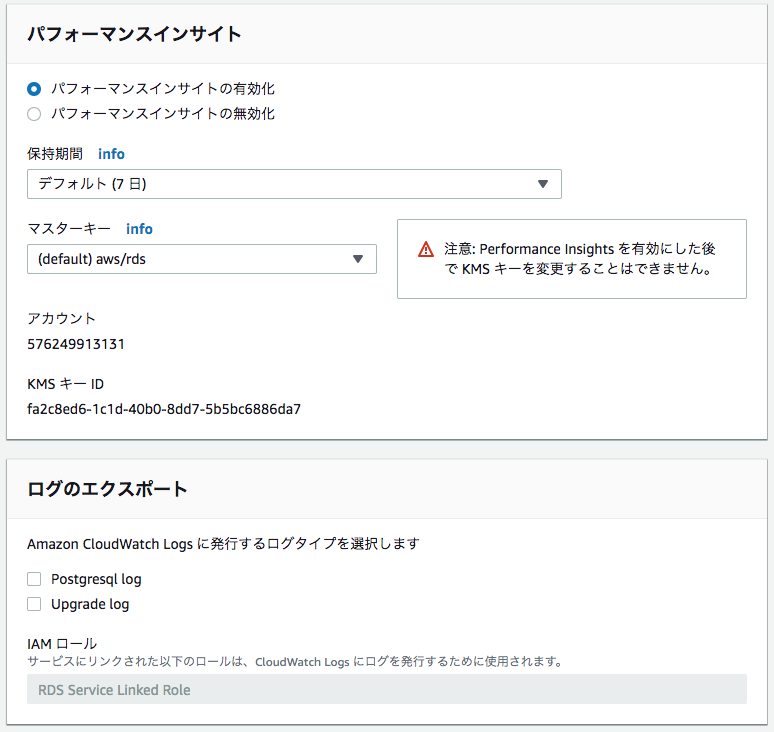 パフォーマンスインサイト
パフォーマンスインサイトの有効化
パフォーマンスインサイトの無効化
保持期間 info
デフォルト (7 日)
マスターキー info
(default) aws/rds
注意: Performance Insights を有効にした後
で KMS キーを変更することはできません。
アカウント
576249913131
KMS キー ID
fa2c8ed6-1c1d-40b0-8dd7-5b5bc6886da7
ログのエクスポート
Amazon CloudWatch Logs に発行するログタイプを選択します
Postgresql log
Upgrade log
IAM ロール
サービスにリンクされた以下のロールは、CloudWatch Logs にログを発行するために使用されます。
RDS Service Linked Role